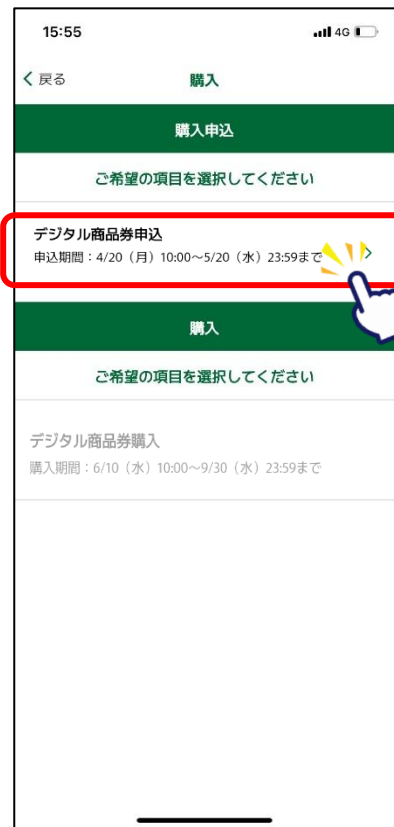 15:55 4G
戻る 購入
購入申込
ご希望の項目を選択してください
デジタル商品券申込
申込期間：4/20（月）10:00～5/20（水）23:59まで
購入
ご希望の項目を選択してください
デジタル商品券購入
購入期間：6/10（水）10:00～9/30（水）23:59まで